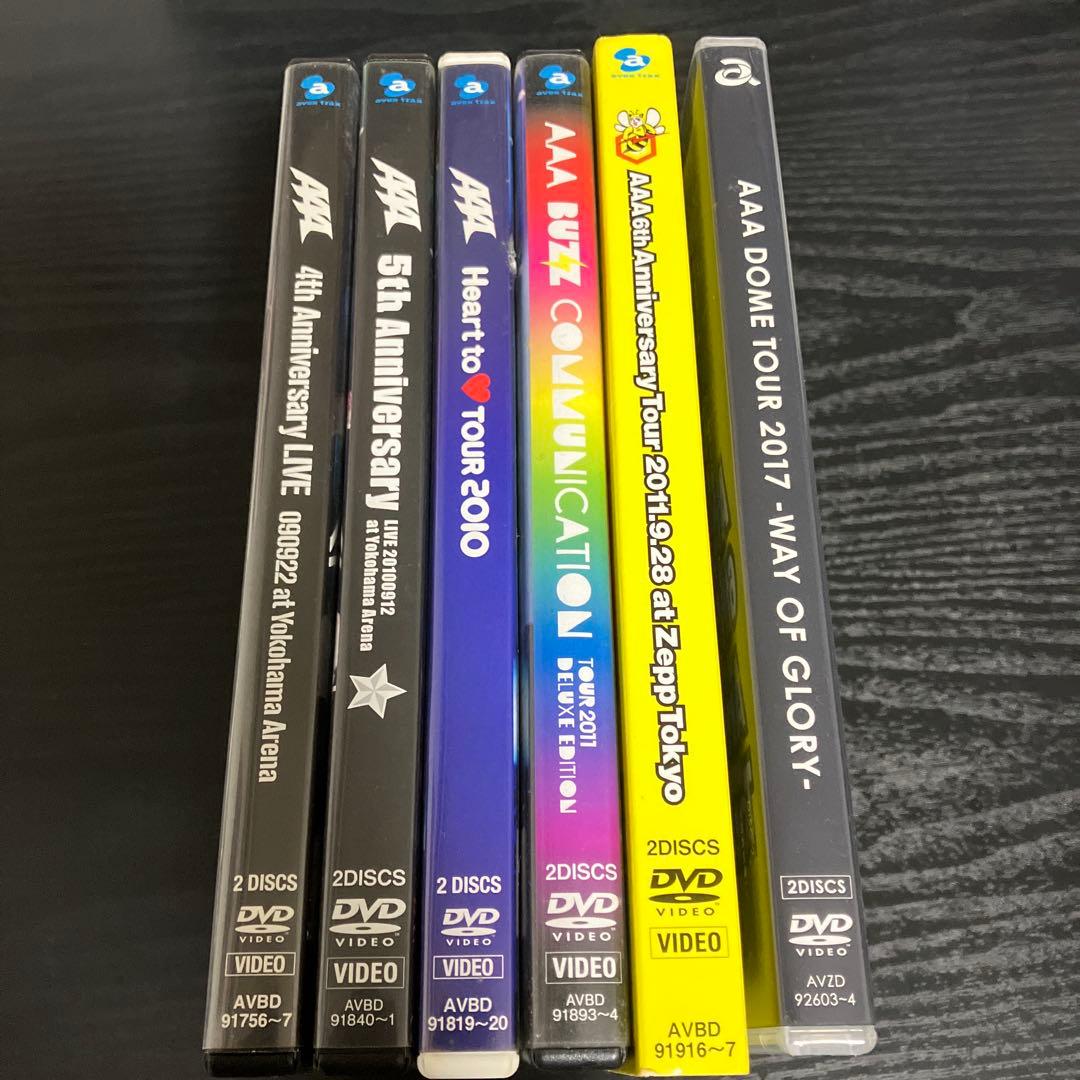 a
avex trax
AAA
4th Anniversary LIVE 090922 at Yokohama Arena
2 DISCS
DVD
VIDEO
VIDEO
AVBD
91756~7
a
avex trax
AAA
5th Anniversary
LIVE 20100912
at Yokohama Arena
2DISCS
DVD
VIDEO
VIDEO
AVBD
91840~1
a
avex trax
AAA
Heart to ♥ TOUR 2010
2 DISCS
DVD
VIDEO
VIDEO
AVBD
91819~20
a
avex trax
AAA BUZZ COMMUNICATION
TOUR 2011
DELUXE EDITION
2DISCS
DVD
VIDEO
VIDEO
AVBD
91893~4
a
avex trax
AAA 6th Anniversary Tour 2011.9.28 at Zepp Tokyo
2DISCS
DVD
VIDEO
VIDEO
AVBD
91916~7
a
AAA DOME TOUR 2017 -WAY OF GLORY-
2DISCS
DVD
VIDEO
AVZD
92603~4